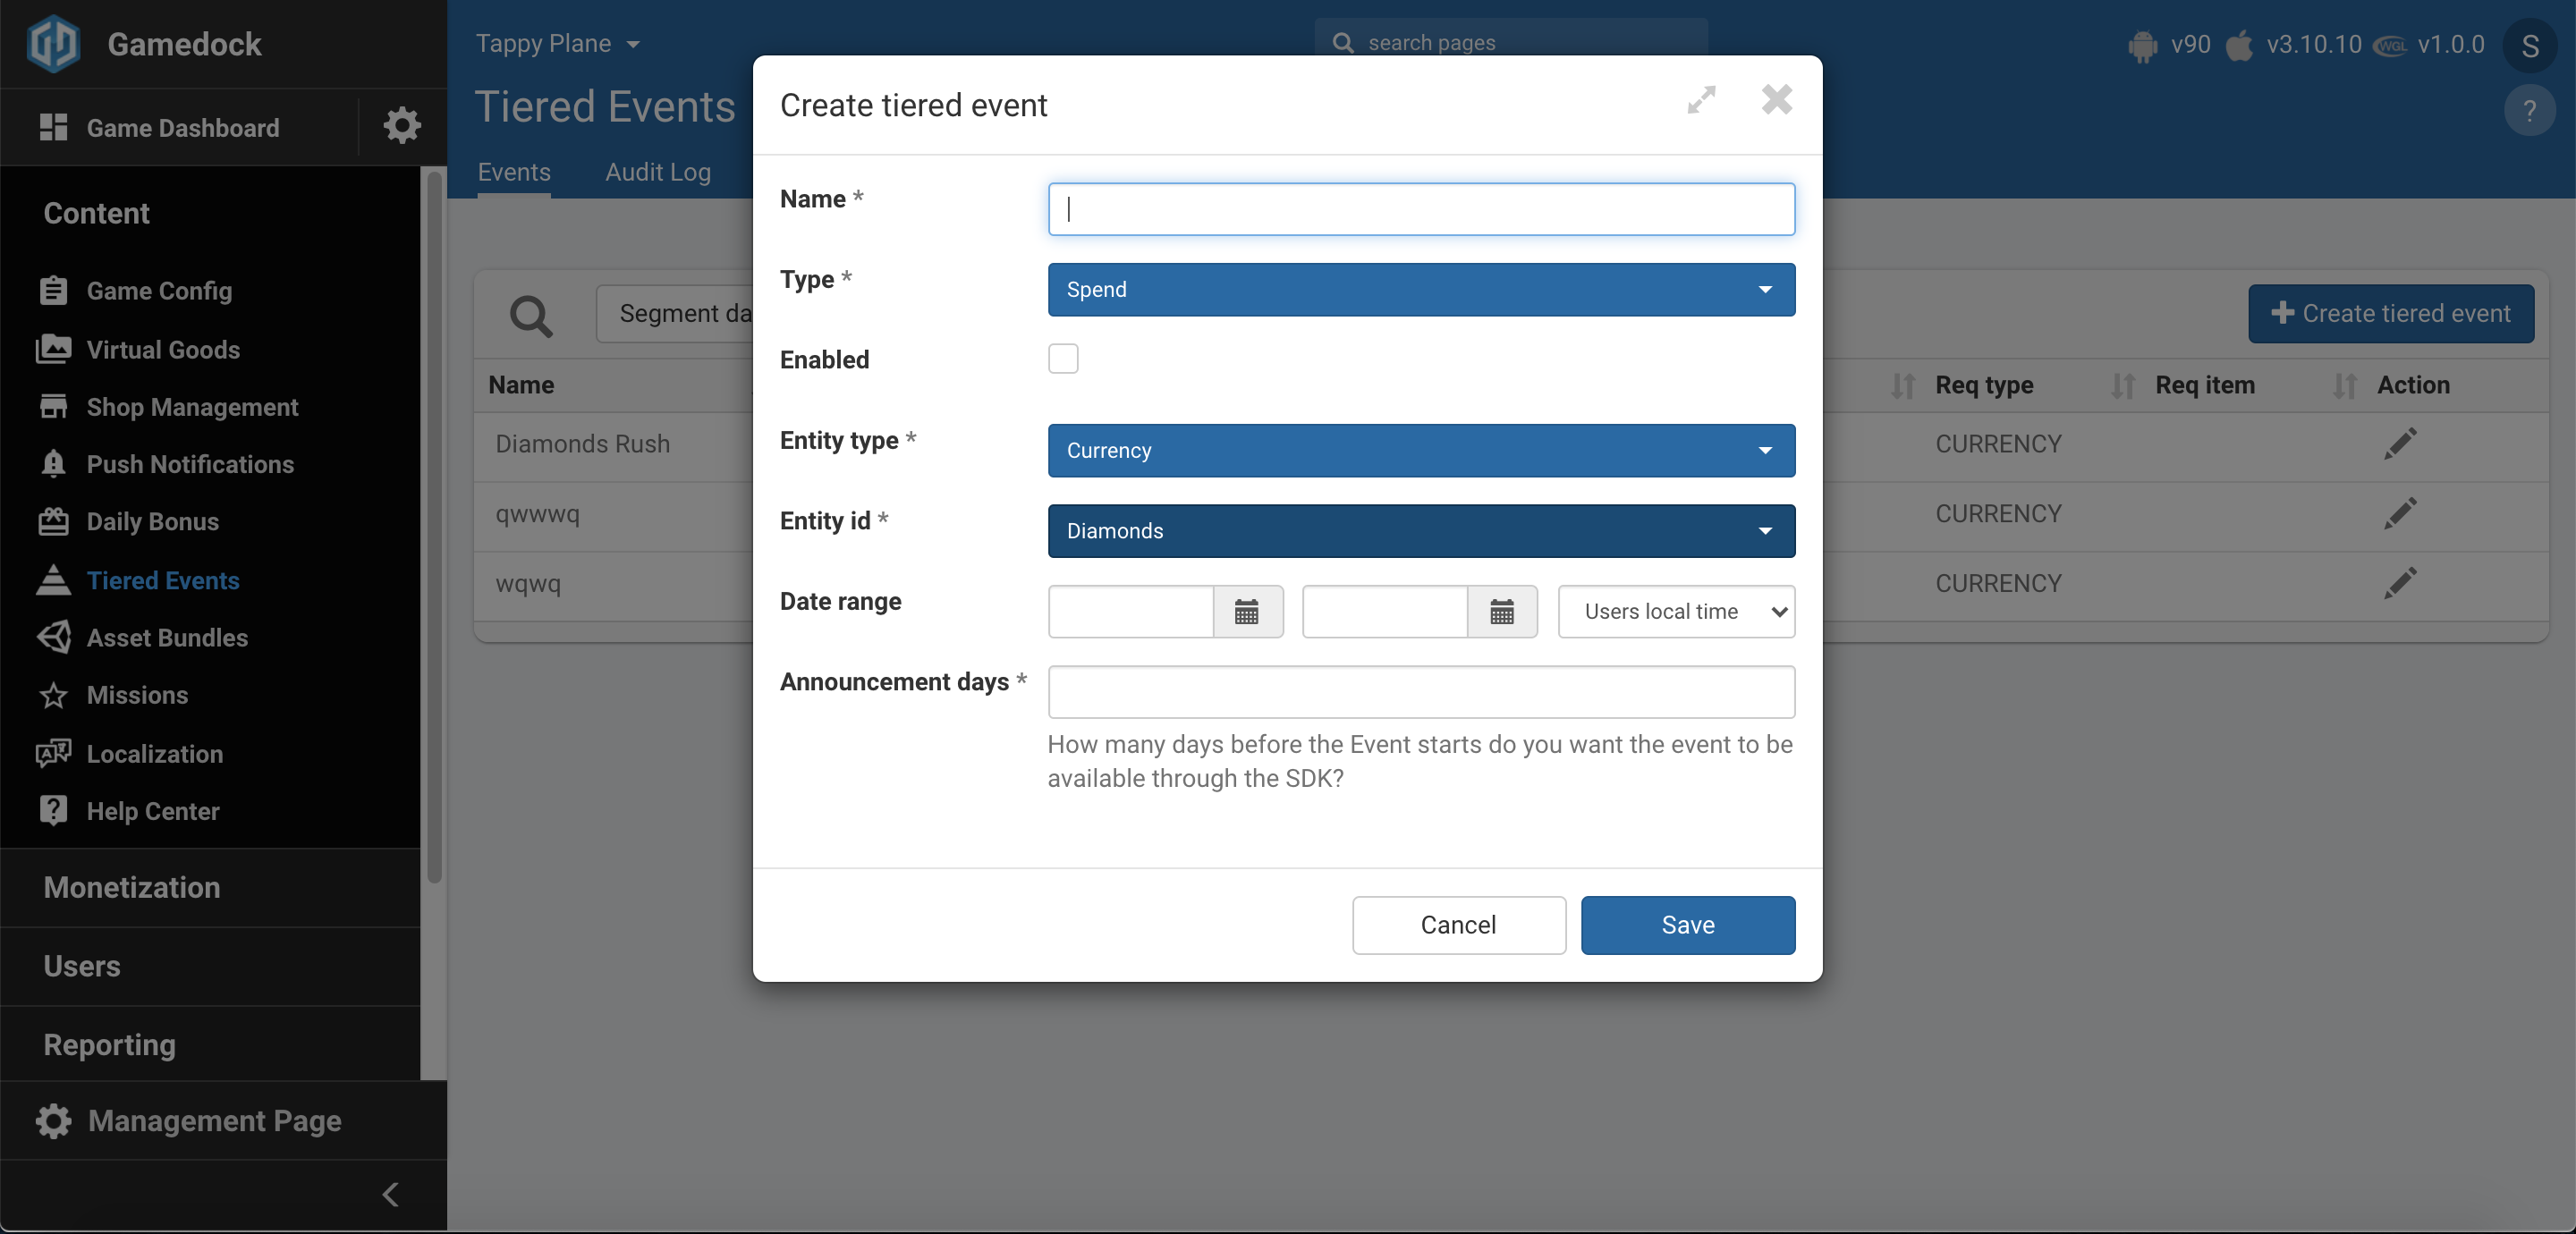 Gamedock
Game Dashboard
Content
Game Config
Virtual Goods
Shop Management
Push Notifications
Daily Bonus
Tiered Events
Asset Bundles
Missions
Localization
Help Center
Monetization
Users
Reporting
Management Page
Tappy Plane
search pages
v90 v3.10.10 WGL v1.0.0 S
Tiered Events
?
Events Audit Log
Segment da
Create tiered event
Name Req type Req item Action
Diamonds Rush CURRENCY
qwwwq CURRENCY
wqwq CURRENCY
Create tiered event
Name *
Type * Spend
Enabled
Entity type * Currency
Entity id * Diamonds
Date range Users local time
Announcement days *
How many days before the Event starts do you want the event to be
available through the SDK?
Cancel Save